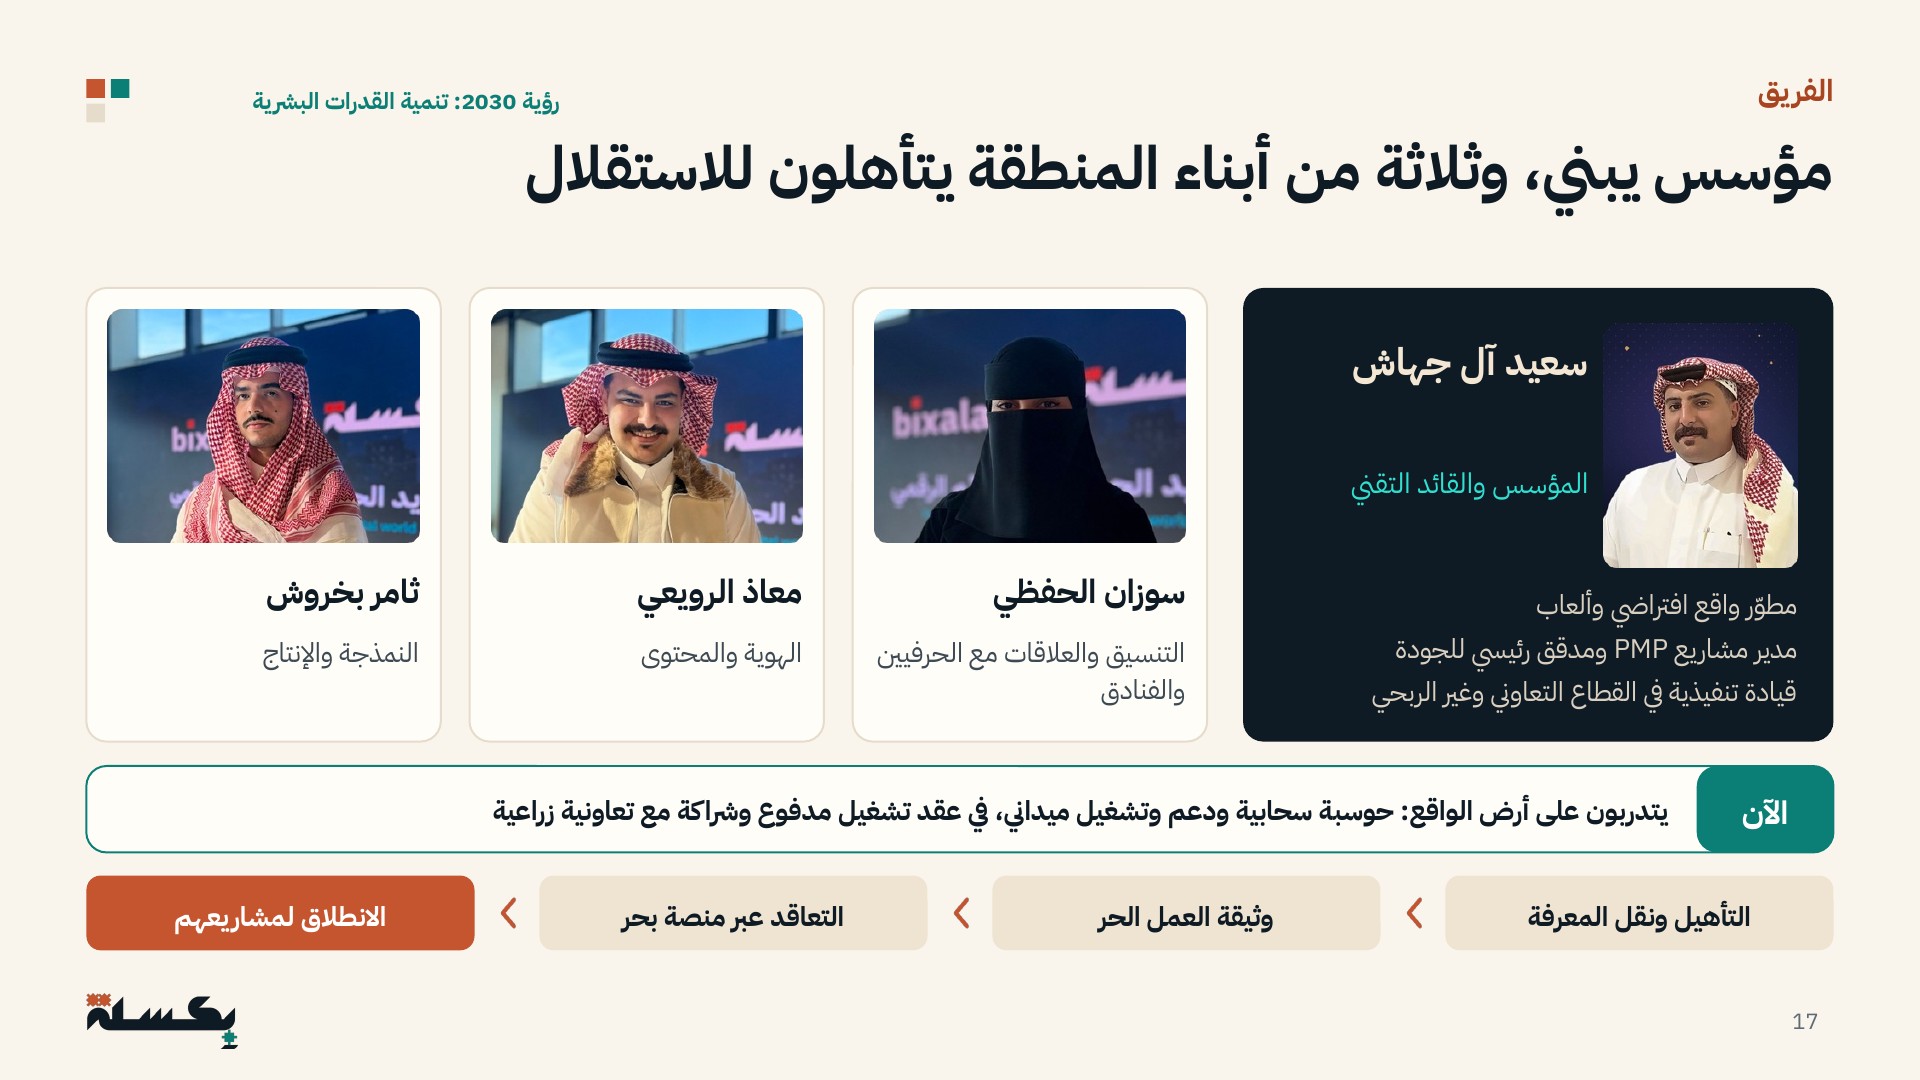 الفريق
رؤية 2030: تنمية القدرات البشرية
مؤسس يبني، وثلاثة من أبناء المنطقة يتأهلون للاستقلال
سعيد آل جهاش
المؤسس والقائد التقني
مطوّر واقع افتراضي وألعاب
مدير مشاريع PMP ومدقق رئيسي للجودة
قيادة تنفيذية في القطاع التعاوني وغير الربحي
bixala
سوزان الحفظي
التنسيق والعلاقات مع الحرفيين
والفنادق
معاذ الرويعي
الهوية والمحتوى
bix
world
ثامر بخروش
النمذجة والإنتاج
الآن
يتدربون على أرض الواقع: حوسبة سحابية ودعم وتشغيل ميداني، في عقد تشغيل مدفوع وشراكة مع تعاونية زراعية
التأهيل ونقل المعرفة
وثيقة العمل الحر
التعاقد عبر منصة بحر
الانطلاق لمشاريعهم
بكسلة
17